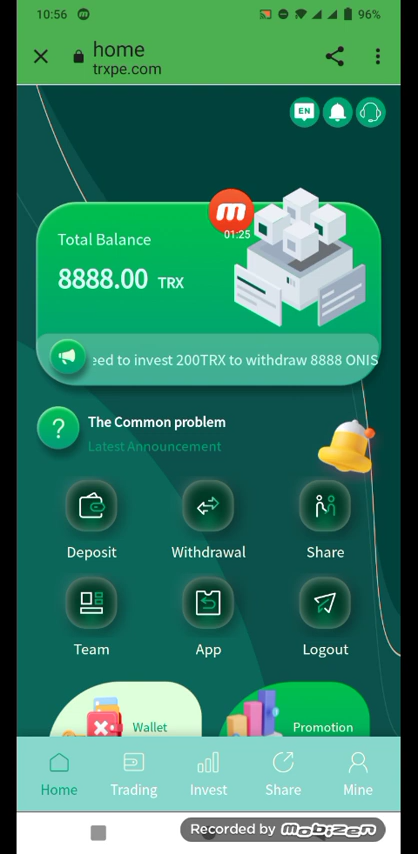 10:56
96%
home
trxpe.com
EN
01:25
Total Balance
8888.00 TRX
eed to invest 200TRX to withdraw 8888 ONIS
The Common problem
Latest Announcement
Deposit
Withdrawal
Share
Team
App
Logout
Wallet
Promotion
Home
Trading
Invest
Share
Mine
Recorded by mobizen